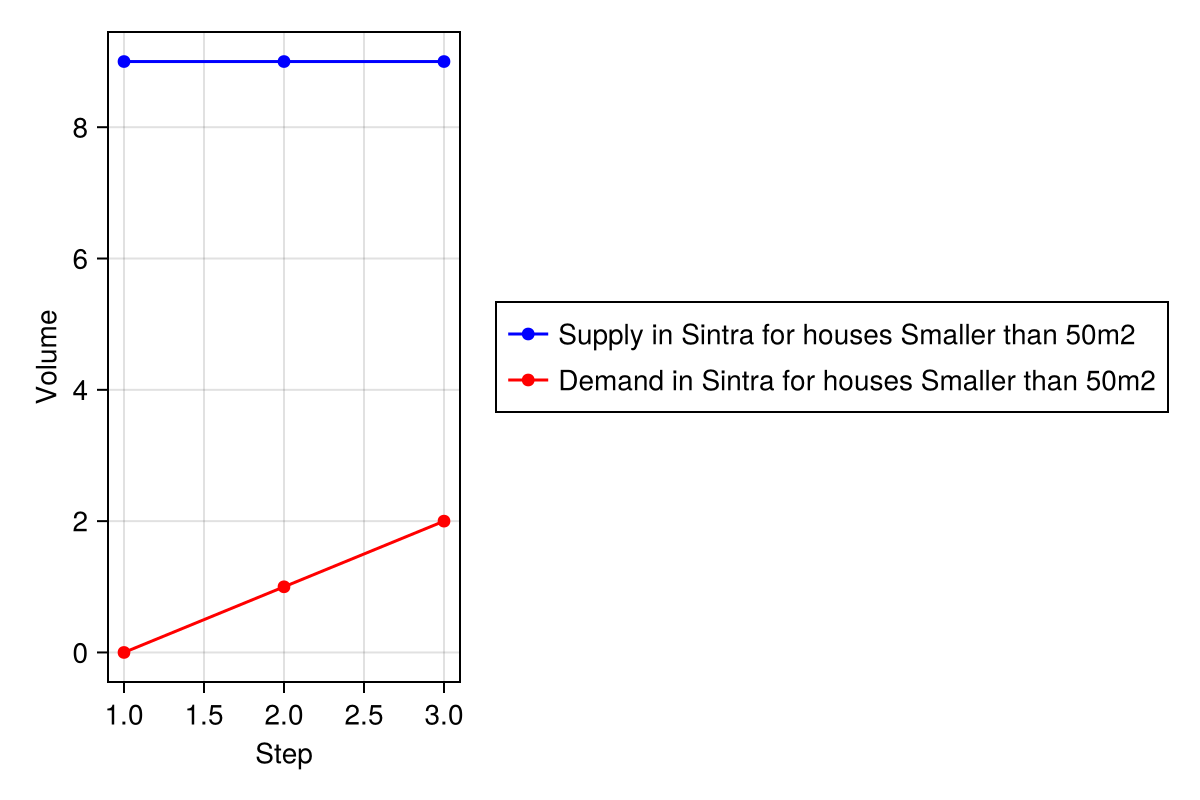 Volume
8
6
4
2
0
1.0 1.5 2.0 2.5 3.0
Step
Supply in Sintra for houses Smaller than 50m2
Demand in Sintra for houses Smaller than 50m2